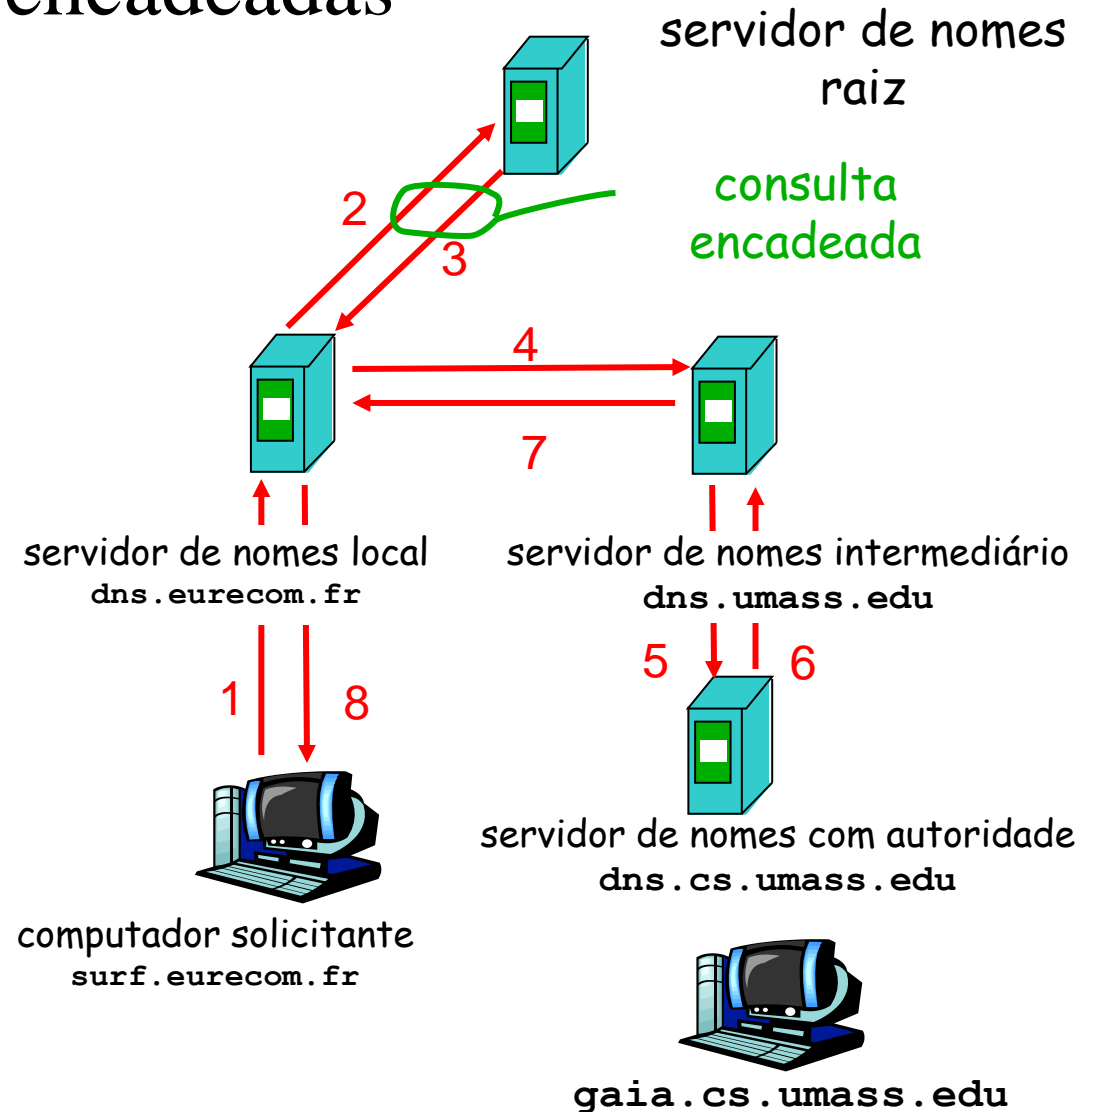 encadeadas
servidor de nomes
raiz
consulta
encadeada
2
3
4
7
servidor de nomes local
dns.eurecom.fr
servidor de nomes intermediário
dns.umass.edu
5
6
1
8
servidor de nomes com autoridade
dns.cs.umass.edu
computador solicitante
surf.eurecom.fr
gaia.cs.umass.edu